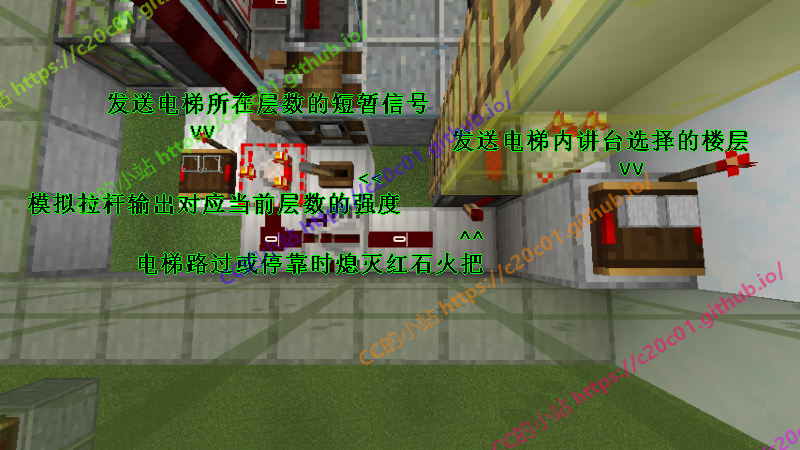 小站 https://c20c01.github.io/
发送电梯所在层数的短暂信号
vv
发送电梯内讲台选择的楼层
vv
<<
模拟拉杆输出对应当前层数的强度
^^
电梯路过或停靠时熄灭红石火把
CC的小站 https://c20c01.github.io/
CC的小站 https://c20c01.github.io/